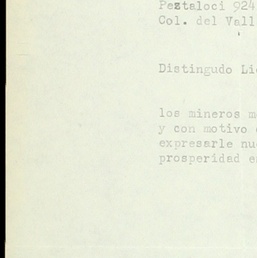 Peztaloci 924
Col. del Vall
Distingudo Li
los mineros m
y con motivo
expresarle nu
prosperidad e